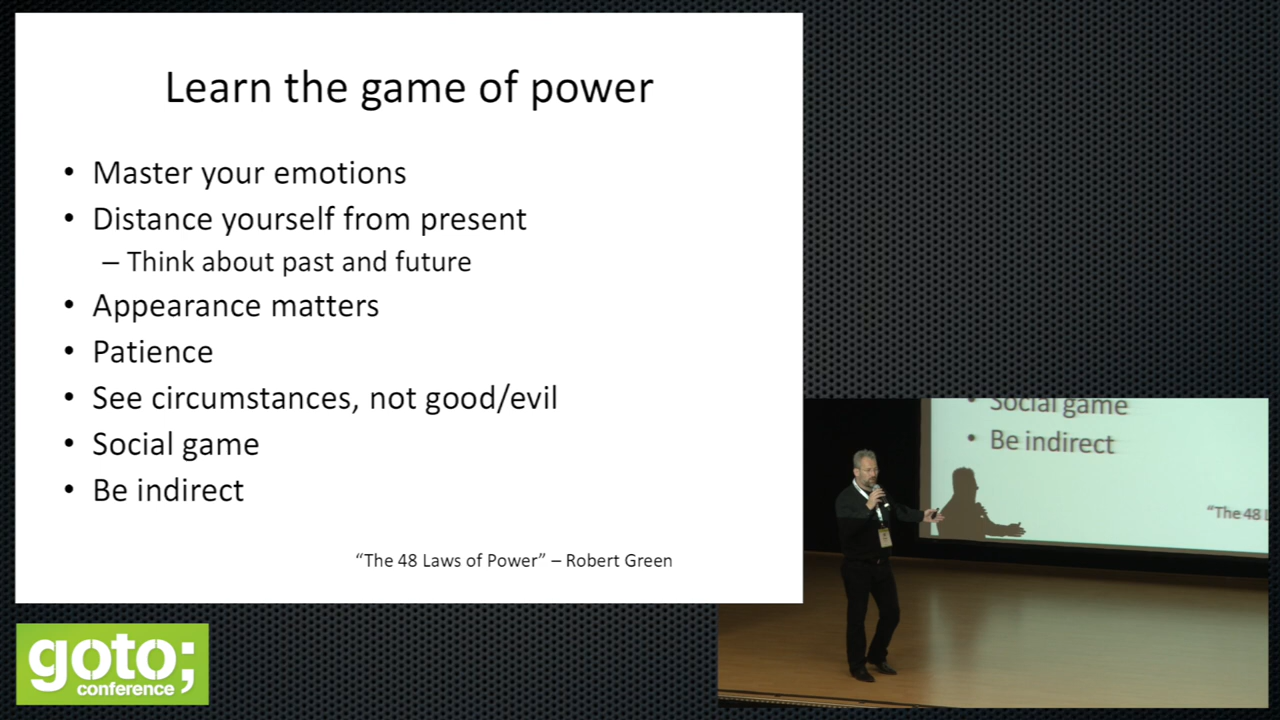 Learn the game of power
• Master your emotions
• Distance yourself from present
– Think about past and future
• Appearance matters
• Patience
• See circumstances, not good/evil
• Social game
• Be indirect
“The 48 Laws of Power” – Robert Green
goto;
conference
• Social game
• Be indirect
“The 48